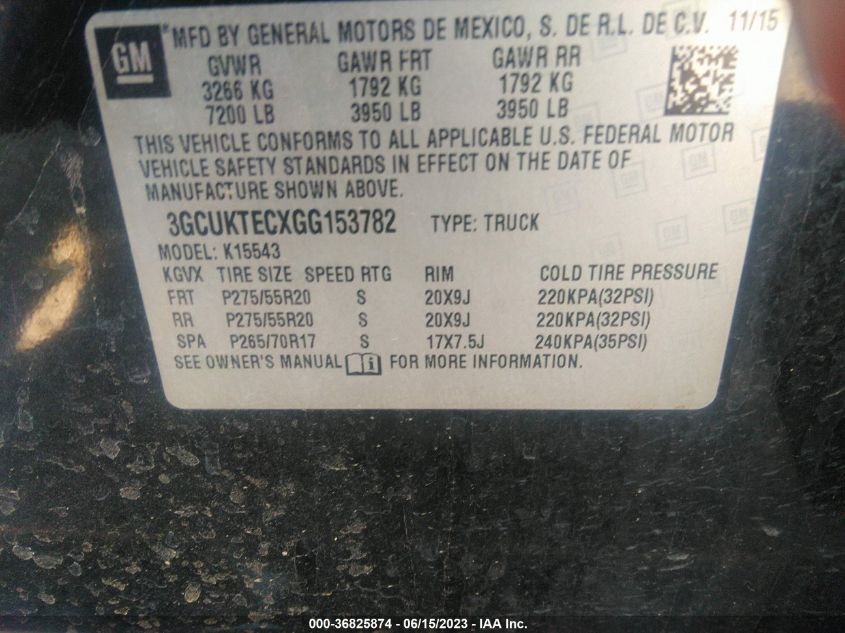 GM *MFD BY GENERAL MOTORS DE MEXICO, S. DE R.L. DE C.V. 11/15
GVWR GAWR FRT GAWR RR
3266 KG 1792 KG 1792 KG
7200 LB 3950 LB 3950 LB
THIS VEHICLE CONFORMS TO ALL APPLICABLE U.S. FEDERAL MOTOR
VEHICLE SAFETY STANDARDS IN EFFECT ON THE DATE OF
MANUFACTURE SHOWN ABOVE.
3GCUKTECXGG153782 TYPE: TRUCK
MODEL: K15543
KGVX TIRE SIZE SPEED RTG RIM COLD TIRE PRESSURE
FRT P275/55R20 S 20X9J 220KPA(32PSI)
RR P275/55R20 S 20X9J 220KPA(32PSI)
SPA P265/70R17 S 17X7.5J 240KPA(35PSI)
SEE OWNER'S MANUAL i FOR MORE INFORMATION.
000-36825874 - 06/15/2023 - IAA Inc.